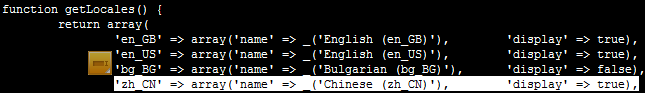 function getLocales() {
return array(
'en_GB' => array('name' => _('English (en_GB)'), 'display' => true),
'en_US' => array('name' => _('English (en_US)'), 'display' => true),
'bg_BG' => array('name' => _('Bulgarian (bg_BG)'), 'display' => false),
'zh_CN' => array('name' => _('Chinese (zh_CN)'), 'display' => true),